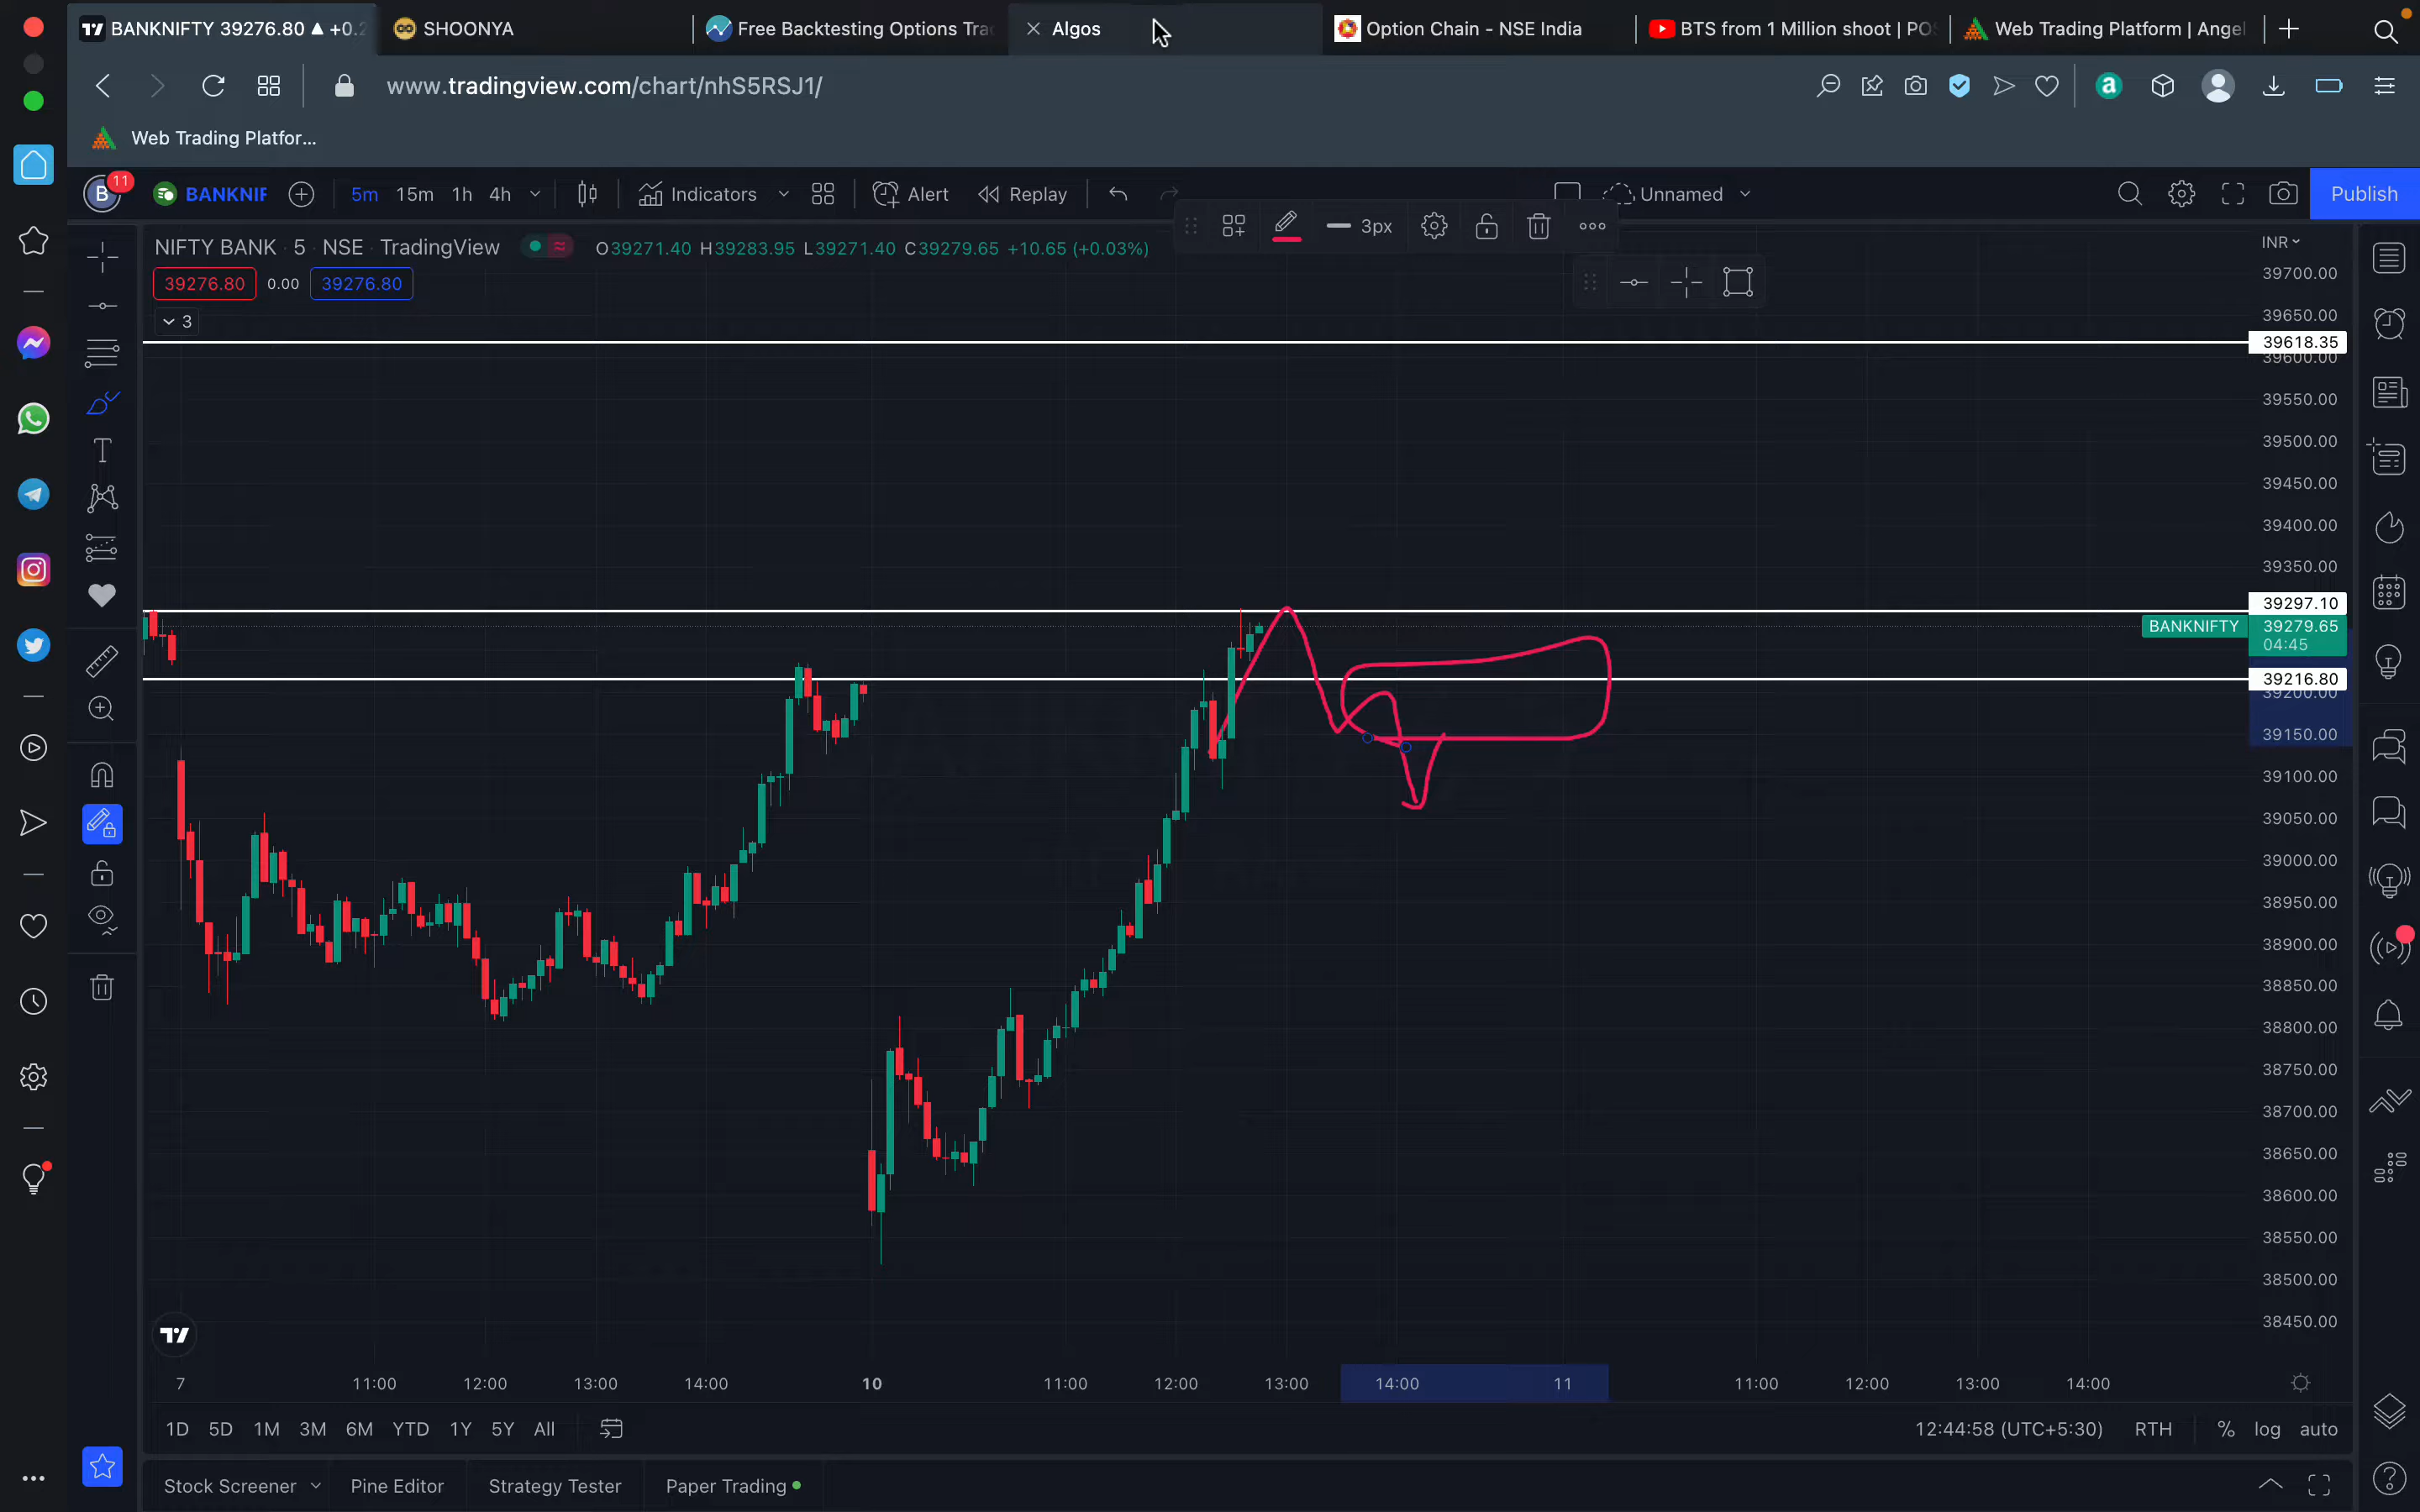 BANKNIFTY 39276.80 ▲ +0.2
SHOONYA
Free Backtesting Options Trad
Algos
Option Chain - NSE India
BTS from 1 Million shoot | POS
Web Trading Platform | Angel
www.tradingview.com/chart/nhS5RSJ1/
a
Web Trading Platfor...
B
11
BANKNIF
5m
15m
1h
4h
Indicators
Alert
Replay
Unnamed
Publish
3px
NIFTY BANK · 5 · NSE · TradingView
O39271.40 H39283.95 L39271.40 C39279.65 +10.65 (+0.03%)
INR
39276.80
0.00
39276.80
3
39700.00
39650.00
39618.35
39600.00
39550.00
39500.00
39450.00
39400.00
39350.00
39297.10
BANKNIFTY
39279.65
04:45
39216.80
39200.00
39150.00
39100.00
39050.00
39000.00
38950.00
38900.00
38850.00
38800.00
38750.00
38700.00
38650.00
38600.00
38550.00
38500.00
38450.00
7
11:00
12:00
13:00
14:00
10
11:00
12:00
13:00
14:00
11
11:00
12:00
13:00
14:00
1D
5D
1M
3M
6M
YTD
1Y
5Y
All
12:44:58 (UTC+5:30)
RTH
%
log
auto
Stock Screener
Pine Editor
Strategy Tester
Paper Trading